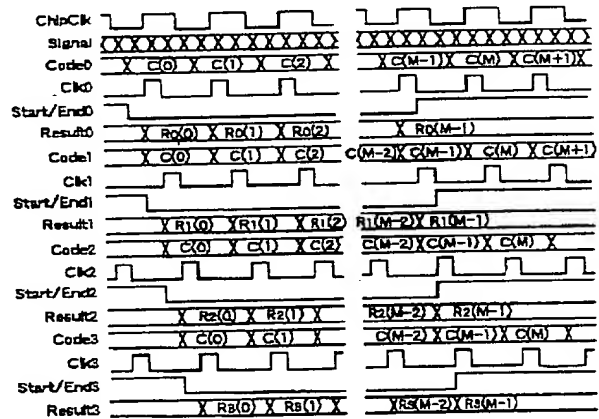 ChipClk
Signal
Code0 C(0) C(1) C(2) C(M-1) C(M) C(M+1)
Clk0
Start/End0
Result0 R0(0) R0(1) R0(2) R0(M-1)
Code1 C(0) C(1) C(2) C(M-2) C(M-1) C(M) C(M+1)
Clk1
Start/End1
Result1 R1(0) R1(1) R1(2) R1(M-2) R1(M-1)
Code2 C(0) C(1) C(2) C(M-2) C(M-1) C(M)
Clk2
Start/End2
Result2 R2(0) R2(1) R2(M-2) R2(M-1)
Code3 C(0) C(1) C(M-2) C(M-1) C(M)
Clk3
Start/End3
Result3 R3(0) R3(1) R3(M-2) R3(M-1)